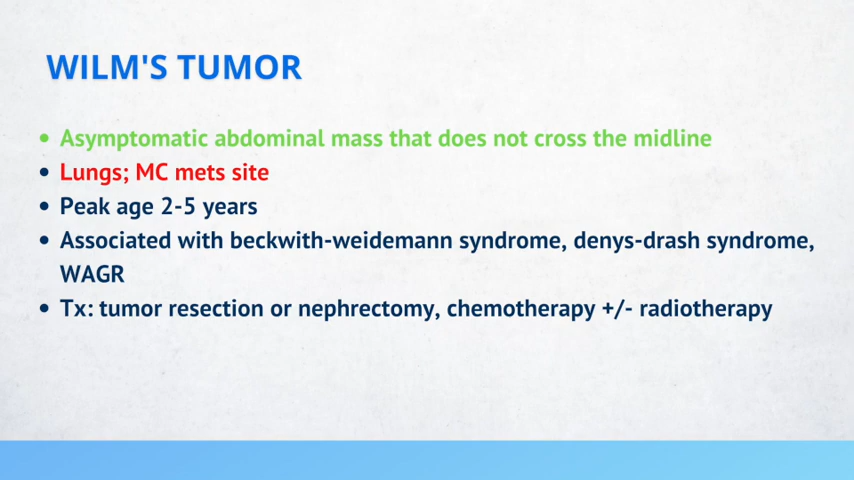 WILM'S TUMOR
• Asymptomatic abdominal mass that does not cross the midline
• Lungs; MC mets site
• Peak age 2-5 years
• Associated with beckwith-weidemann syndrome, denys-drash syndrome,
WAGR
• Tx: tumor resection or nephrectomy, chemotherapy +/- radiotherapy